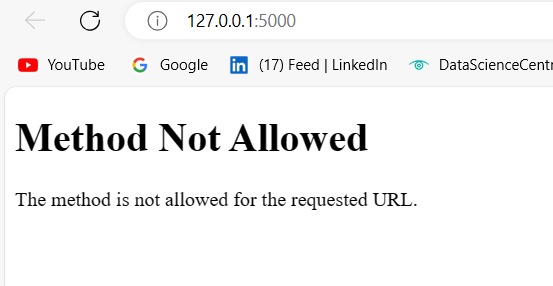 127.0.0.1:5000
YouTube Google (17) Feed | LinkedIn DataScienceCentr
Method Not Allowed
The method is not allowed for the requested URL.